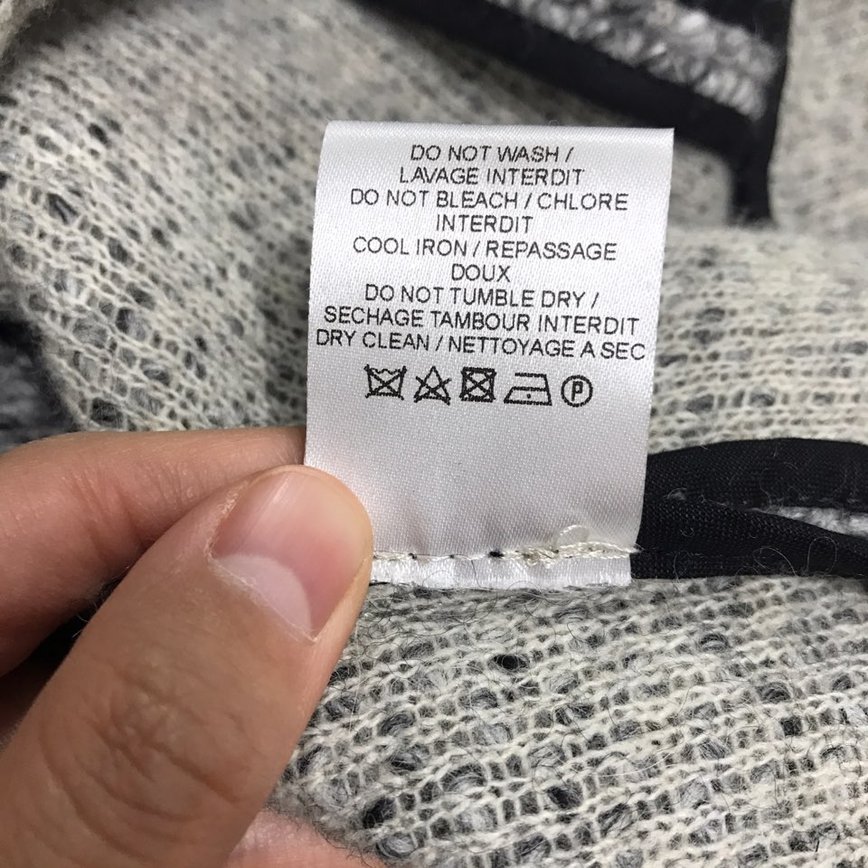 DO NOT WASH /
LAVAGE INTERDIT
DO NOT BLEACH / CHLORE
INTERDIT
COOL IRON / REPASSAGE
DOUX
DO NOT TUMBLE DRY /
SECHAGE TAMBOUR INTERDIT
DRY CLEAN / NETTOYAGE A SEC
P